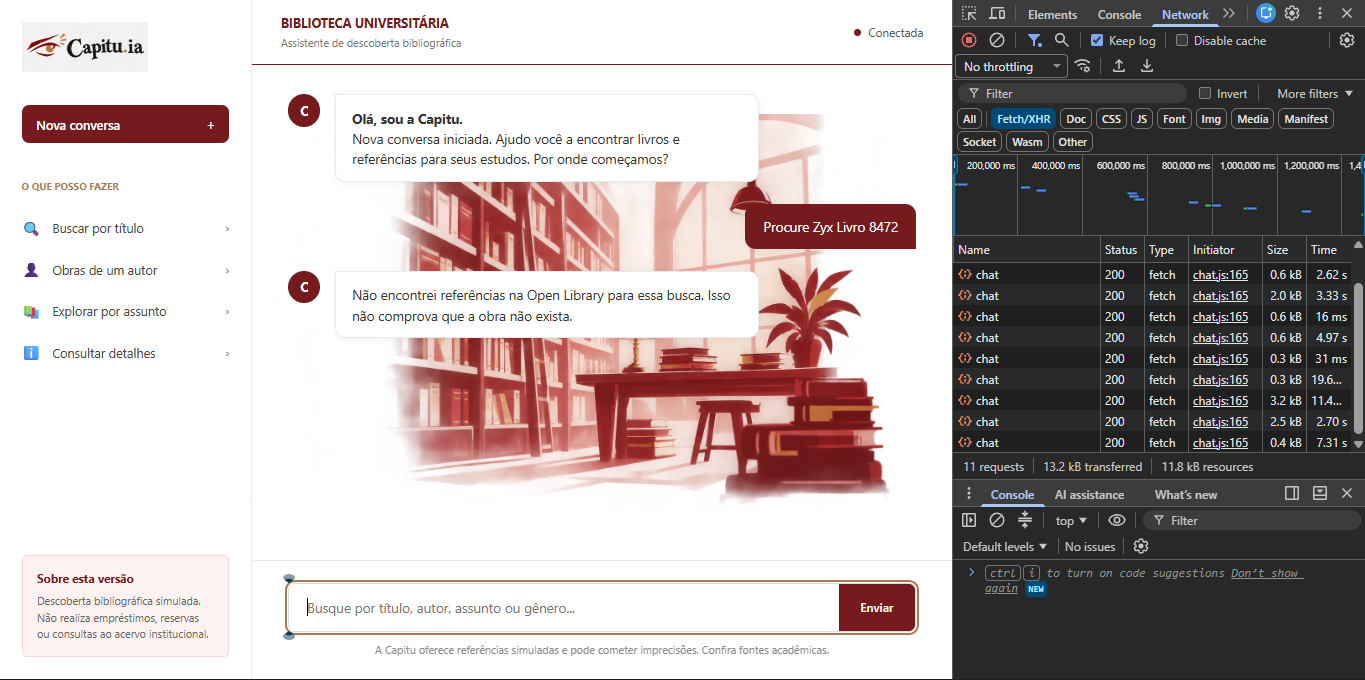 Capitu.ia
Nova conversa +
O QUE POSSO FAZER
Buscar por título ›
Obras de um autor ›
Explorar por assunto ›
Consultar detalhes ›
Sobre esta versão
Descoberta bibliográfica simulada.
Não realiza empréstimos, reservas
ou consultas ao acervo institucional.
BIBLIOTECA UNIVERSITÁRIA
Assistente de descoberta bibliográfica
Conectada
C
Olá, sou a Capitu.
Nova conversa iniciada. Ajudo você a encontrar livros e
referências para seus estudos. Por onde começamos?
Procure Zyx Livro 8472
C
Não encontrei referências na Open Library para essa busca. Isso
não comprova que a obra não exista.
Busque por título, autor, assunto ou gênero...
Enviar
A Capitu oferece referências simuladas e pode cometer imprecisões. Confira fontes acadêmicas.
Elements Console Network
Keep log Disable cache
No throttling
Filter Invert More filters
All Fetch/XHR Doc CSS JS Font Img Media Manifest
Socket Wasm Other
200,000 ms 400,000 ms 600,000 ms 800,000 ms 1,000,000 ms 1,200,000 ms 1,4
Name Status Type Initiator Size Time
chat 200 fetch chat.js:165 0.6 kB 2.62 s
chat 200 fetch chat.js:165 2.0 kB 3.33 s
chat 200 fetch chat.js:165 0.6 kB 16 ms
chat 200 fetch chat.js:165 0.6 kB 4.97 s
chat 200 fetch chat.js:165 0.3 kB 31 ms
chat 200 fetch chat.js:165 0.3 kB 19.6...
chat 200 fetch chat.js:165 3.2 kB 11.4...
chat 200 fetch chat.js:165 2.5 kB 2.70 s
chat 200 fetch chat.js:165 0.4 kB 7.31 s
11 requests 13.2 kB transferred 11.8 kB resources
Console AI assistance What's new
top Filter
Default levels No issues
ctrl i to turn on code suggestions Don't show
again NEW